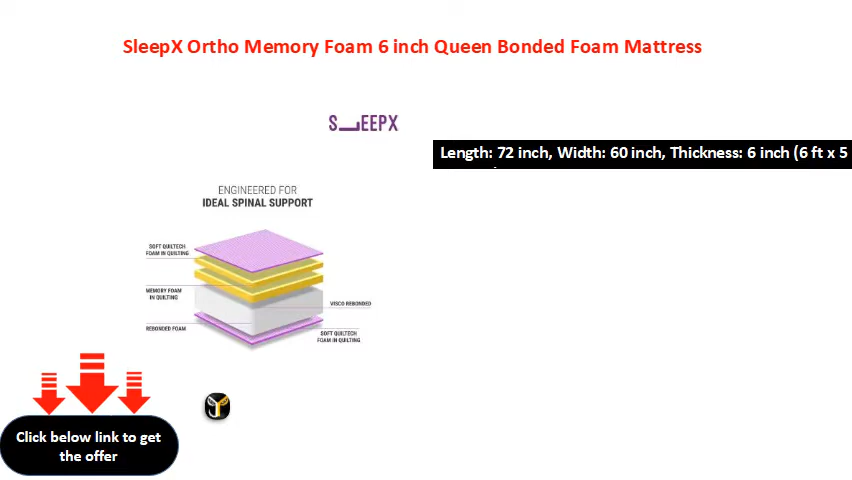 SleepX Ortho Memory Foam 6 inch Queen Bonded Foam Mattress
SLEEPX
Length: 72 inch, Width: 60 inch, Thickness: 6 inch (6 ft x 5
ENGINEERED FOR
IDEAL SPINAL SUPPORT
SOFT QUILTECH
FOAM IN QUILTING
MEMORY FOAM
IN QUILTING
VISCO REBONDED
REBONDED FOAM
SOFT QUILTECH
FOAM IN QUILTING
Click below link to get
the offer